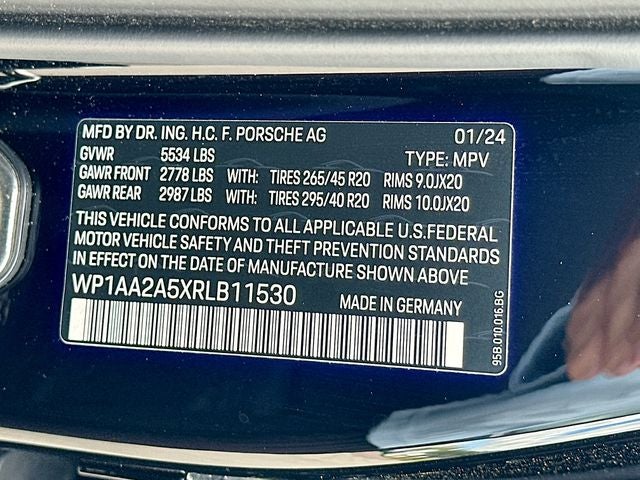 MFD BY DR. ING. H.C. F. PORSCHE AG 01/24
GVWR 5534 LBS TYPE: MPV
GAWR FRONT 2778 LBS WITH: TIRES 265/45 R20 RIMS 9.0JX20
GAWR REAR 2987 LBS WITH: TIRES 295/40 R20 RIMS 10.0JX20
THIS VEHICLE CONFORMS TO ALL APPLICABLE U.S.FEDERAL
MOTOR VEHICLE SAFETY AND THEFT PREVENTION STANDARDS
IN EFFECT ON THE DATE OF MANUFACTURE SHOWN ABOVE
WP1AA2A5XRLB11530 MADE IN GERMANY
95B.010.016.BG